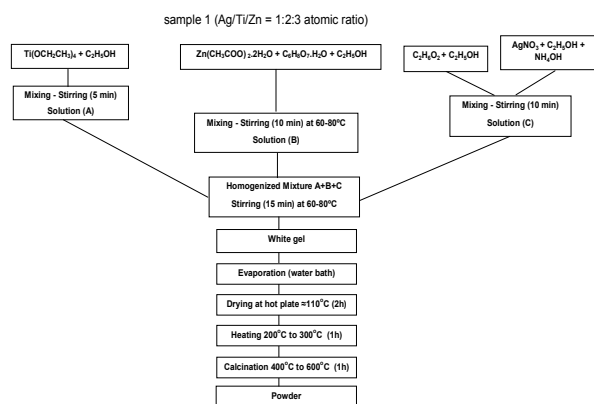 sample 1 (Ag/Ti/Zn = 1:2:3 atomic ratio)
Ti(OCH₂CH₃)₄ + C₂H₅OH
Mixing - Stirring (5 min)
Solution (A)
Zn(CH₃COO)₂.2H₂O + C₆H₈O₇.H₂O + C₂H₅OH
Mixing - Stirring (10 min) at 60-80ºC
Solution (B)
C₂H₆O₂ + C₂H₅OH
AgNO₃ + C₂H₅OH +
NH₄OH
Mixing - Stirring (10 min)
Solution (C)
Homogenized Mixture A+B+C
Stirring (15 min) at 60-80ºC
White gel
Evaporation (water bath)
Drying at hot plate ≈110°C (2h)
Heating 200°C to 300°C (1h)
Calcination 400°C to 600°C (1h)
Powder